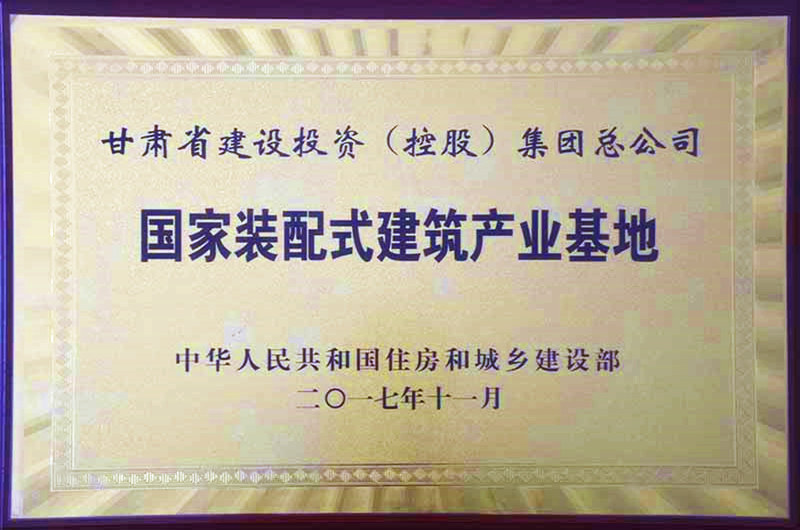 甘肃省建设投资（控股）集团总公司
国家装配式建筑产业基地
中华人民共和国住房和城乡建设部
二〇一七年十一月